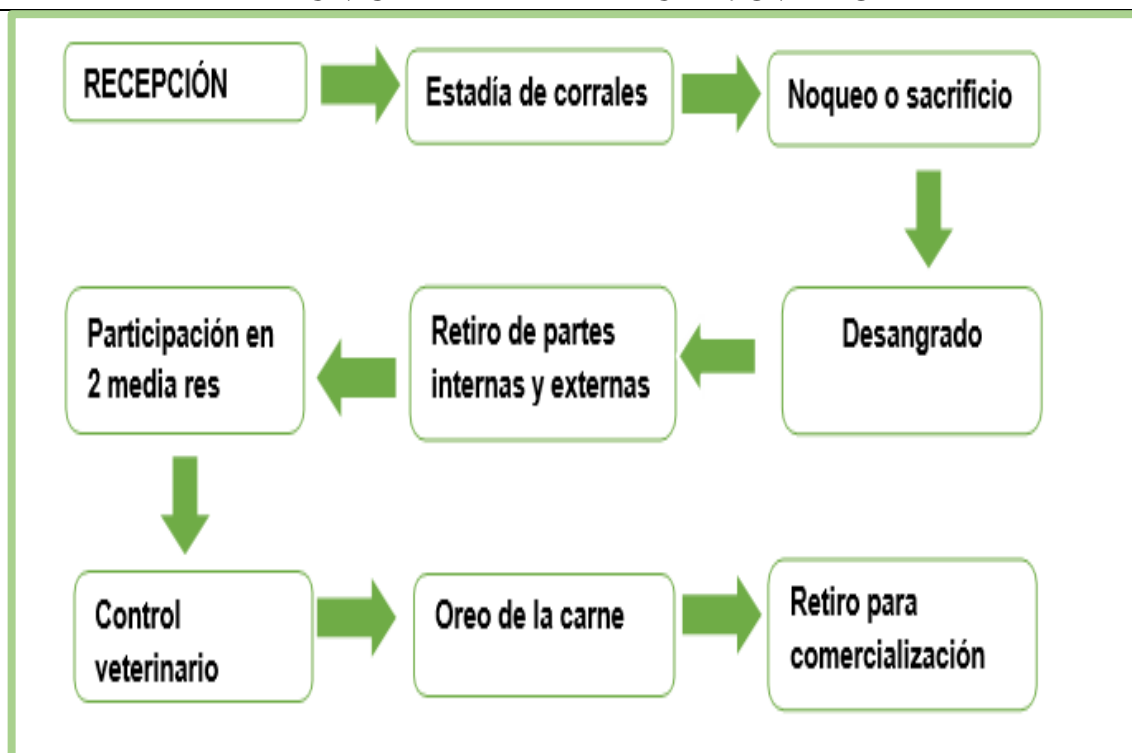 RECEPCIÓN
Estadía de corrales
Noqueo o sacrificio
Desangrado
Retiro de partes
internas y externas
Participación en
2 media res
Control
veterinario
Oreo de la carne
Retiro para
comercialización